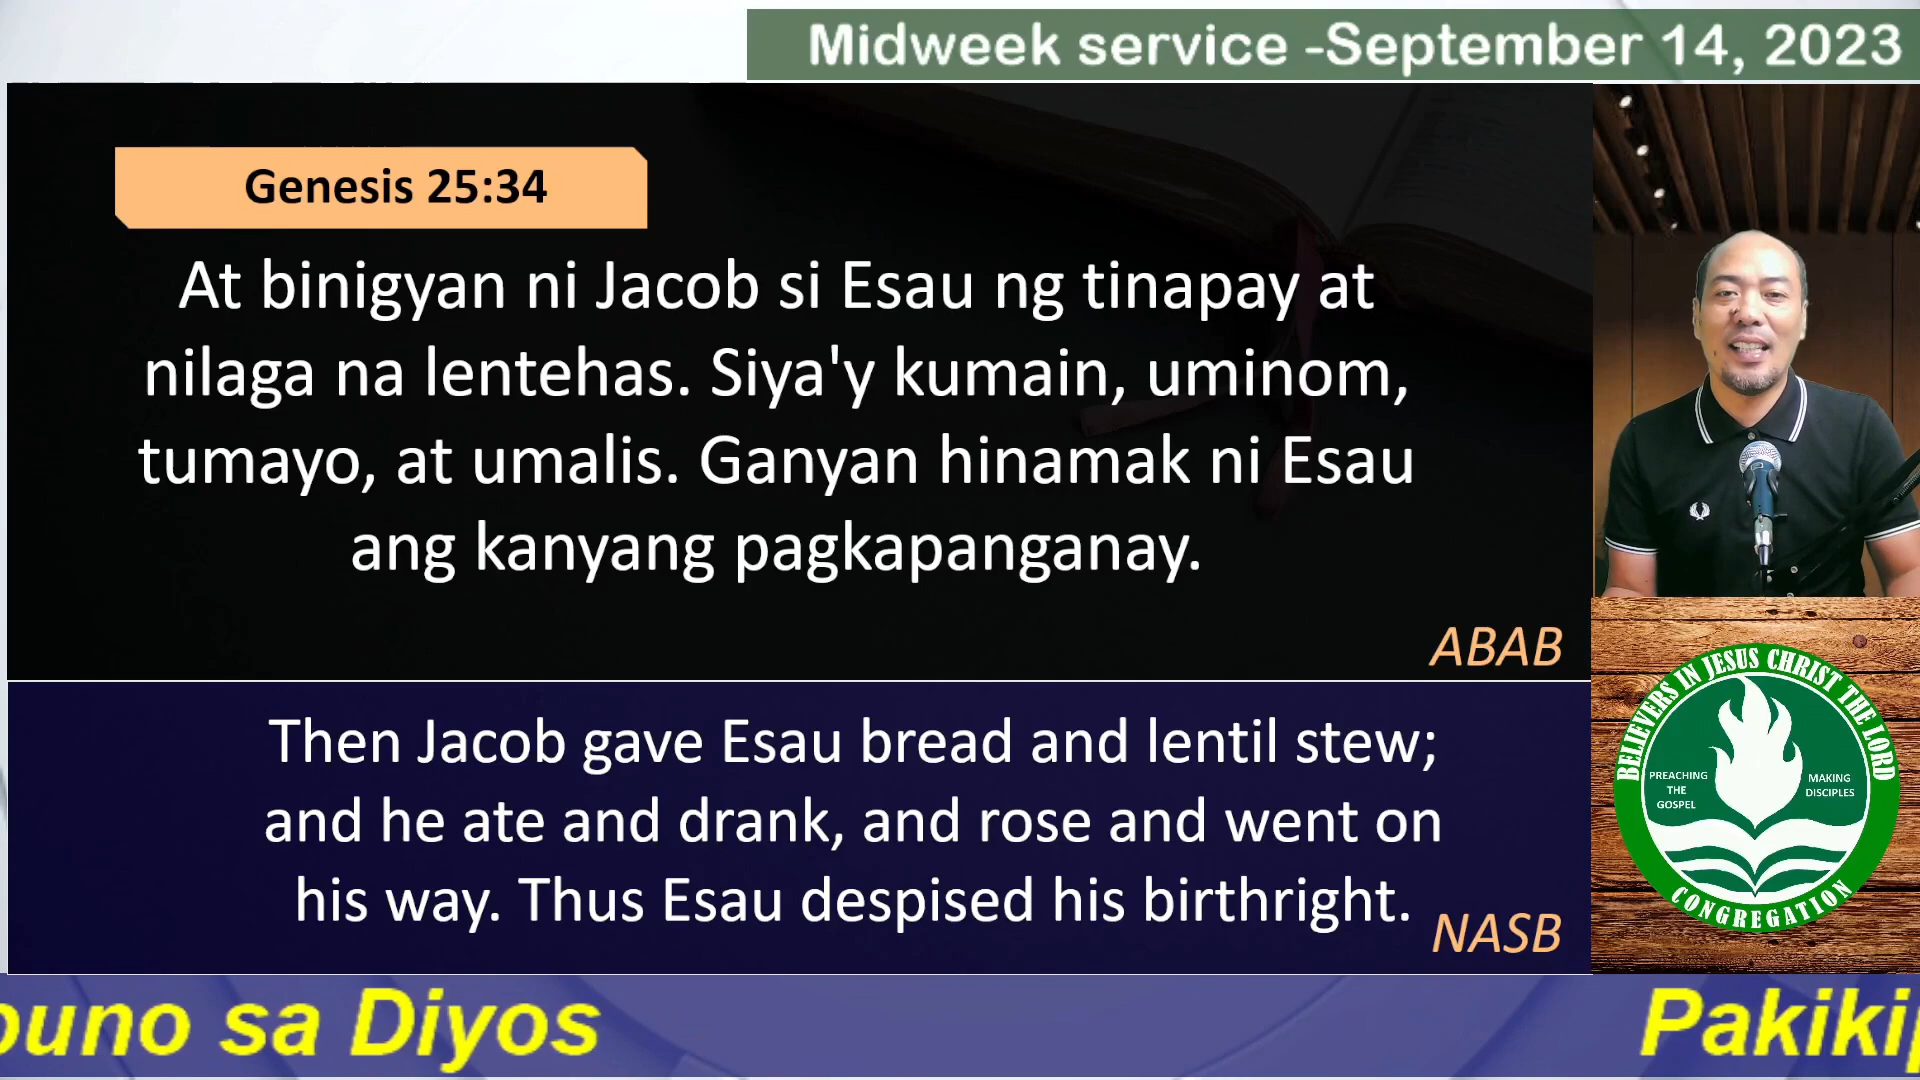 Midweek service -September 14, 2023
Genesis 25:34
At binigyan ni Jacob si Esau ng tinapay at
nilaga na lentehas. Siya'y kumain, uminom,
tumayo, at umalis. Ganyan hinamak ni Esau
ang kanyang pagkapanganay.
ABAB
Then Jacob gave Esau bread and lentil stew;
and he ate and drank, and rose and went on
his way. Thus Esau despised his birthright.
NASB
BELIEVERS IN JESUS CHRIST THE LORD
PREACHING
THE
GOSPEL
MAKING
DISCIPLES
CONGREGATION
sa Diyos